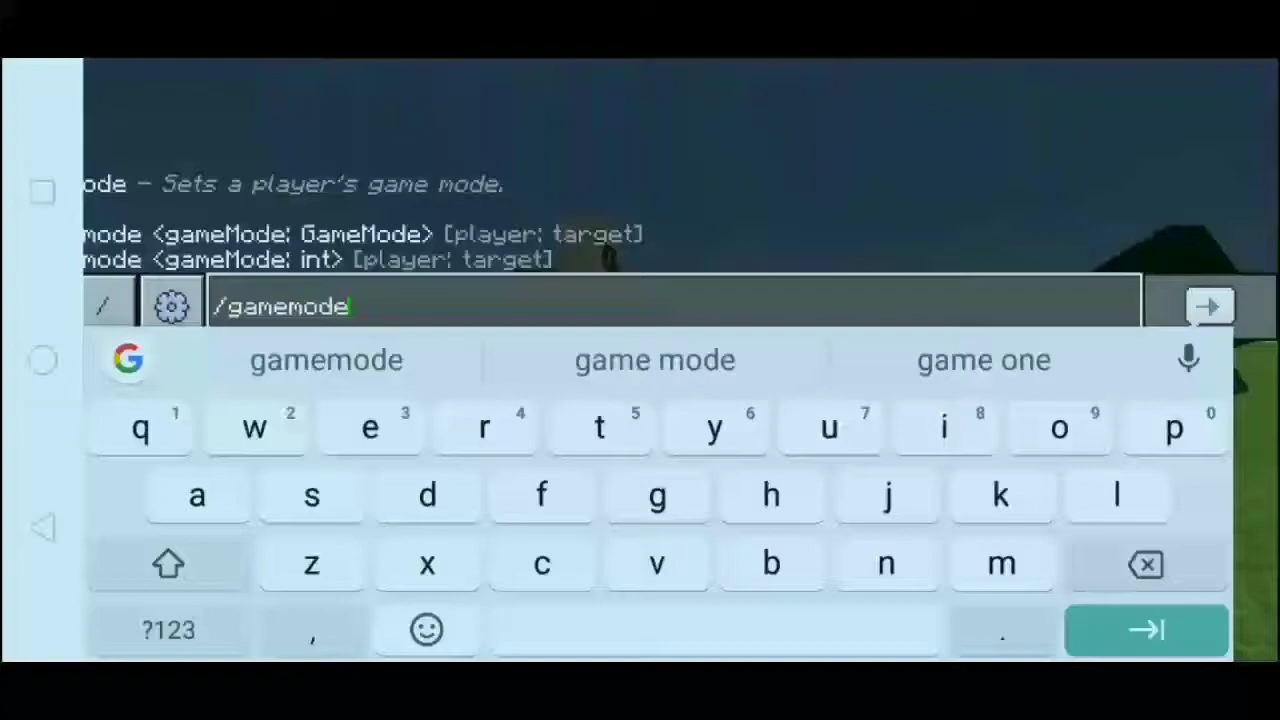 ode - Sets a player's game mode.
mode <gameMode: GameMode> [player: target]
mode <gameMode: int> [player: target]
/ /gamemode
G gamemode game mode game one
q 1 w 2 e 3 r 4 t 5 y 6 u 7 i 8 o 9 p 0
a s d f g h j k l
z x c v b n m
?123 , .